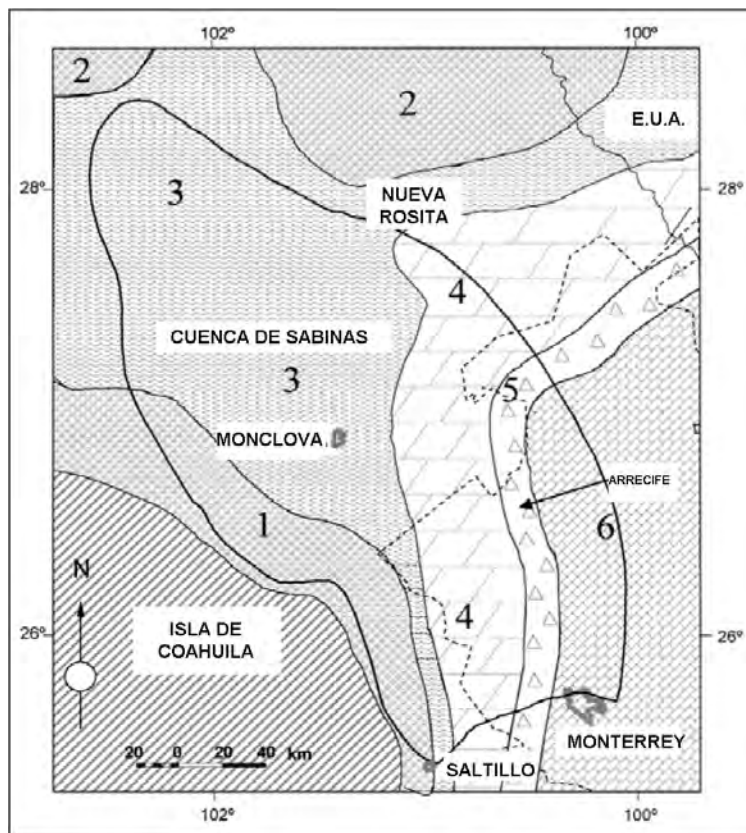 102º 100º
2
2
E.U.A.
28º 28º
3
NUEVA
ROSITA
4
CUENCA DE SABINAS
3
5
MONCLOVA
ARRECIFE
1
6
N
ISLA DE
COAHUILA
4
26º 26º
MONTERREY
20 0 20 40 km
SALTILLO
102º 100º